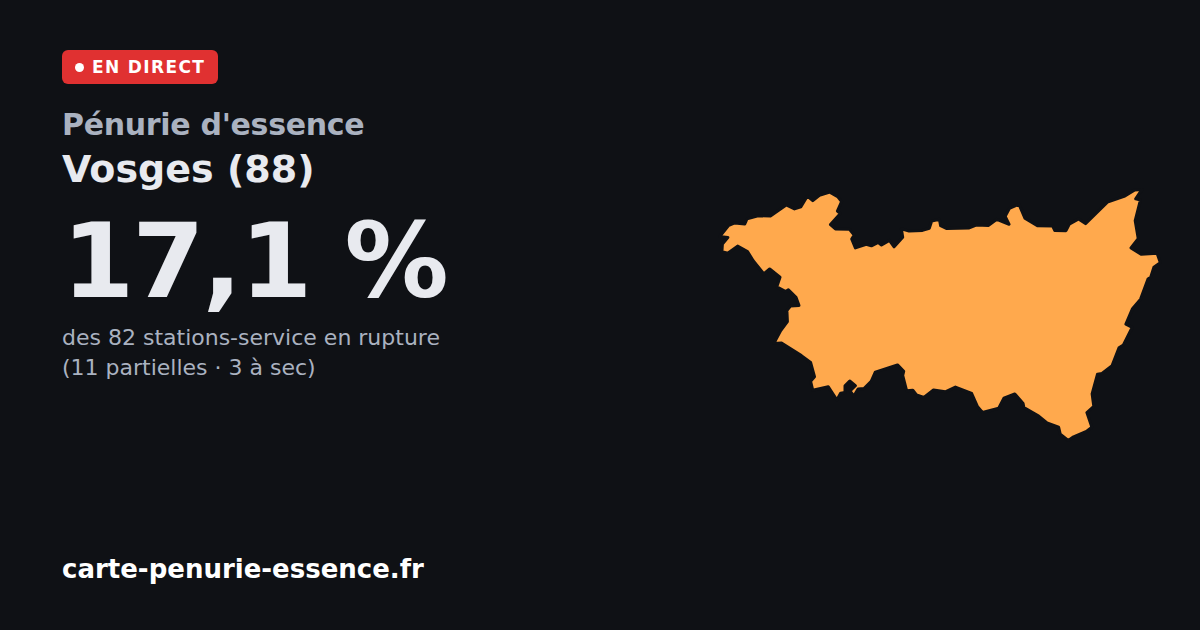 EN DIRECT
Pénurie d'essence
Vosges (88)
17,1 %
des 82 stations-service en rupture
(11 partielles · 3 à sec)
carte-penurie-essence.fr